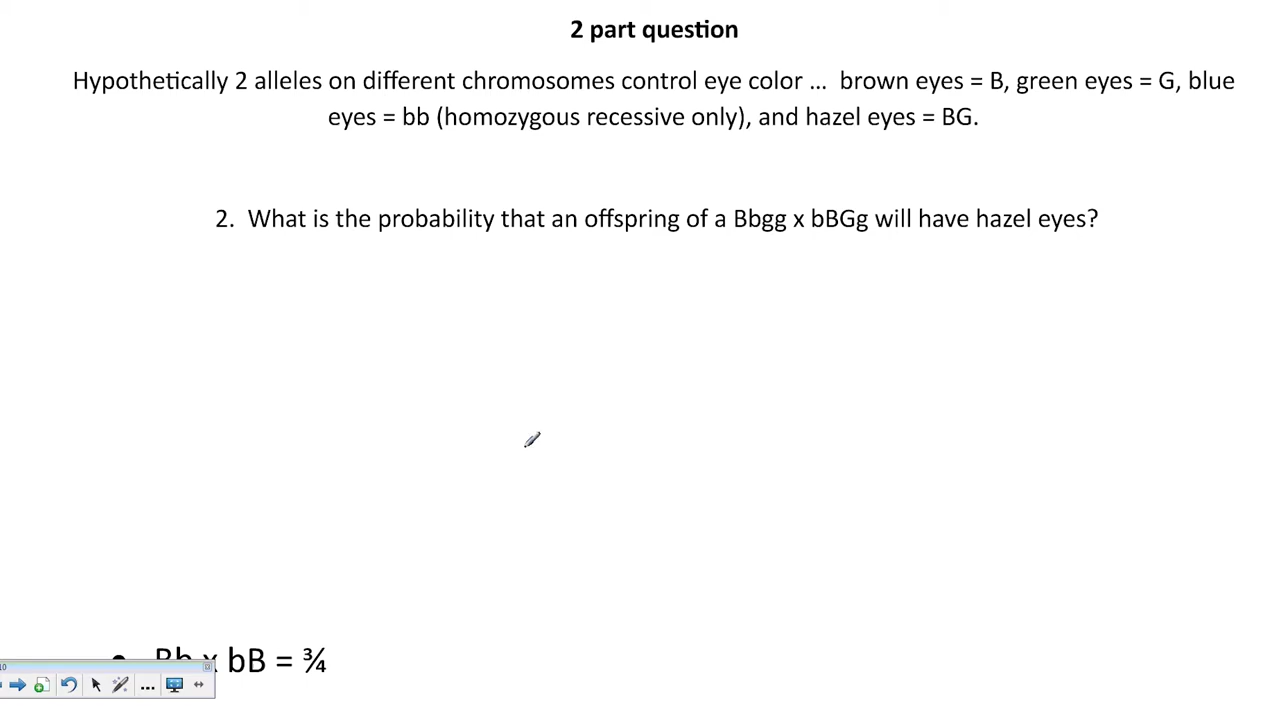 2 part question
Hypothetically 2 alleles on different chromosomes control eye color ... brown eyes = B, green eyes = G, blue
eyes = bb (homozygous recessive only), and hazel eyes = BG.
2. What is the probability that an offspring of a Bbgg x bBGg will have hazel eyes?
• Bb x bB = ¾
10
...